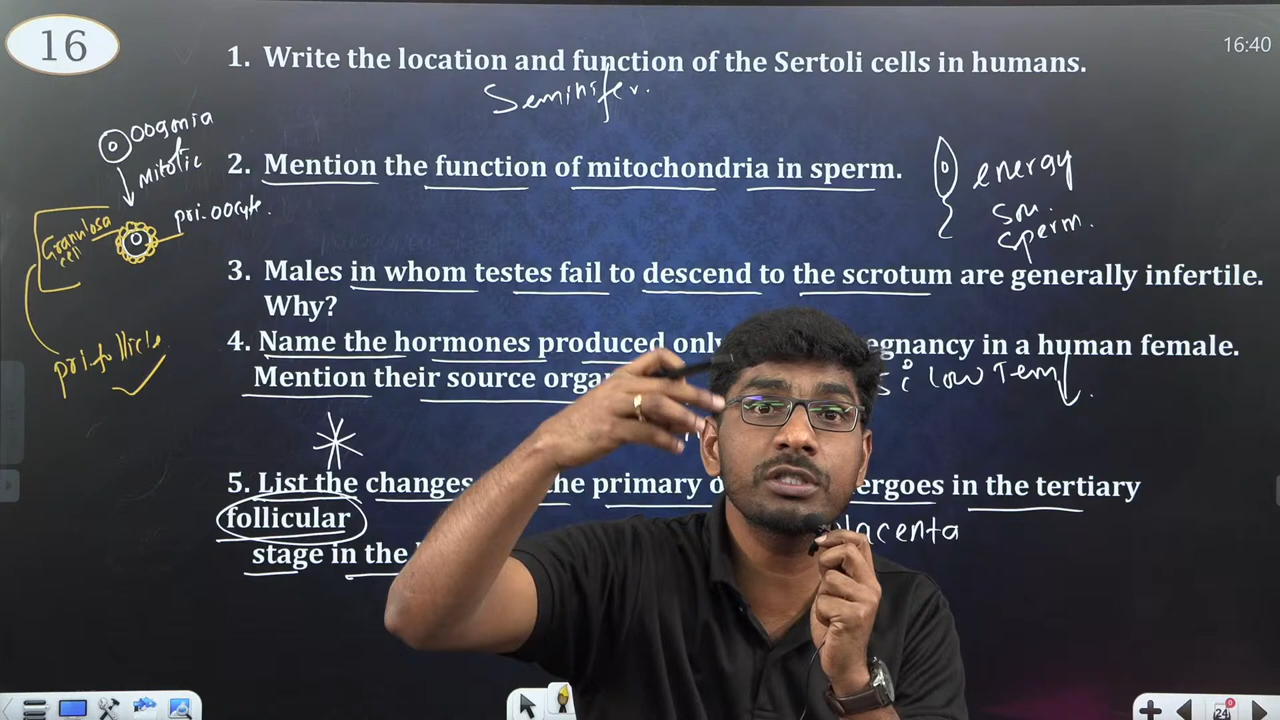 16
16:40
1. Write the location and function of the Sertoli cells in humans.
Seminifer.
Oogonia
mitotic
pri.oocyte.
Granulosa
cell
pri.follicle
2. Mention the function of mitochondria in sperm.
energy
sperm.
3. Males in whom testes fail to descend to the scrotum are generally infertile.
Why?
4. Name the hormones produced only egnancy in a human female.
Mention their source orga
low Tem
5. List the changes the primary o ergoes in the tertiary
follicular
lacenta
stage in the
24